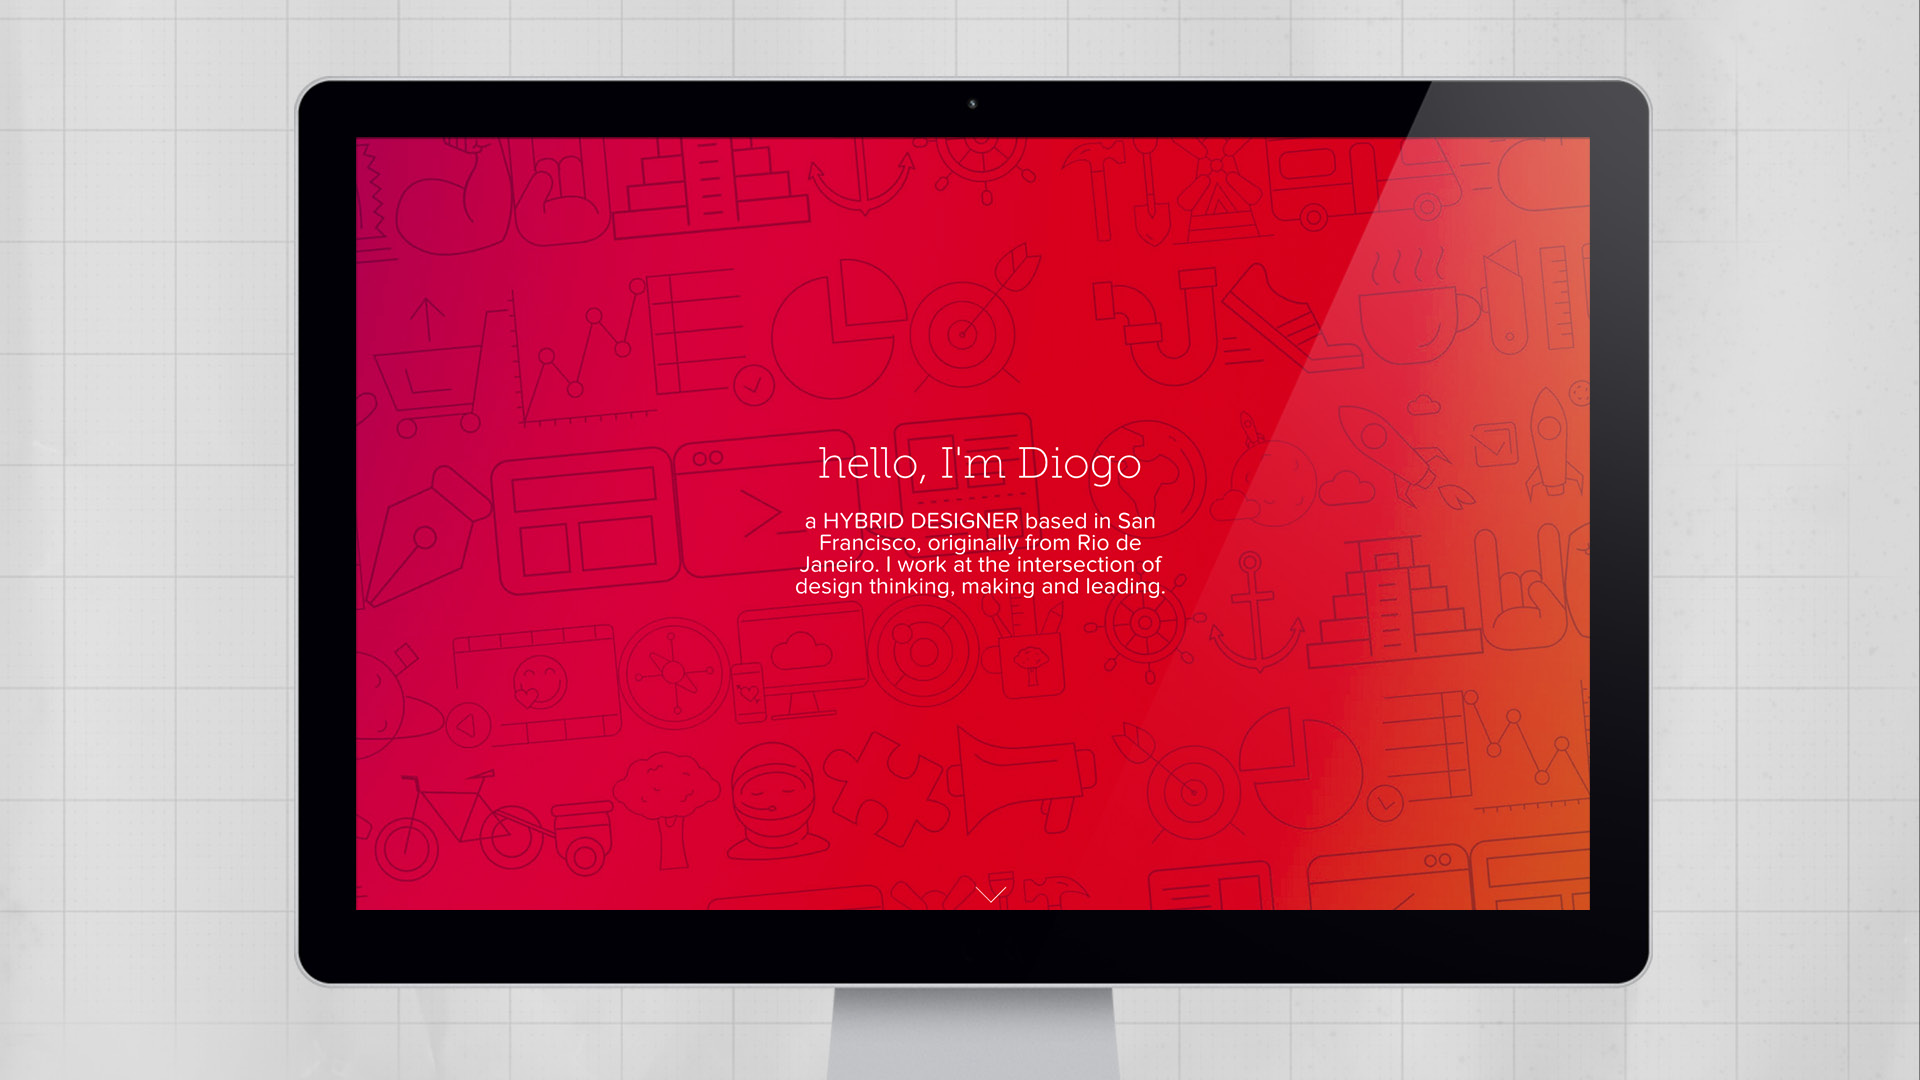 hello, I'm Diogo
a HYBRID DESIGNER based in San
Francisco, originally from Rio de
Janeiro. I work at the intersection of
design thinking, making and leading.